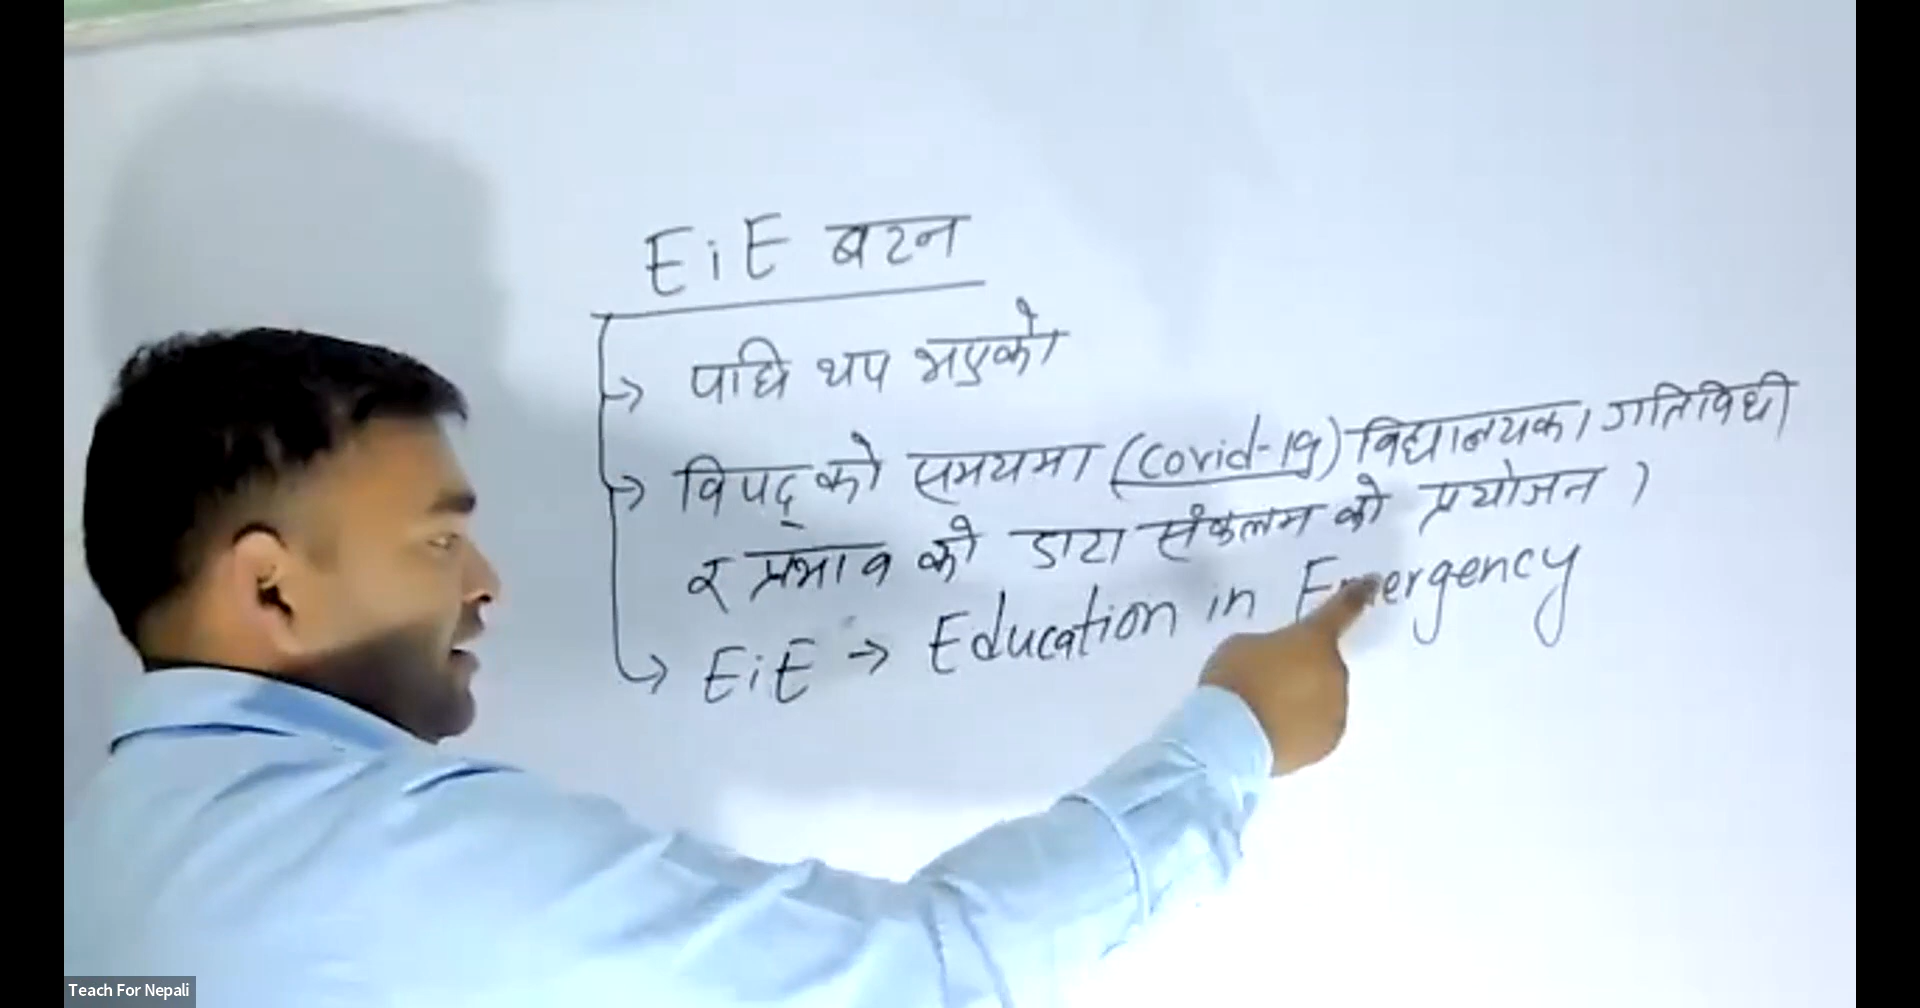 EiE बटन
→ पाछि थप भएको
→ विपद् को समयमा (Covid-19) विद्यालयका गतिविधी
र प्रभाव को डाटा संकलन को प्रयोजन ।
→ EiE → Education in Emergency
Teach For Nepali